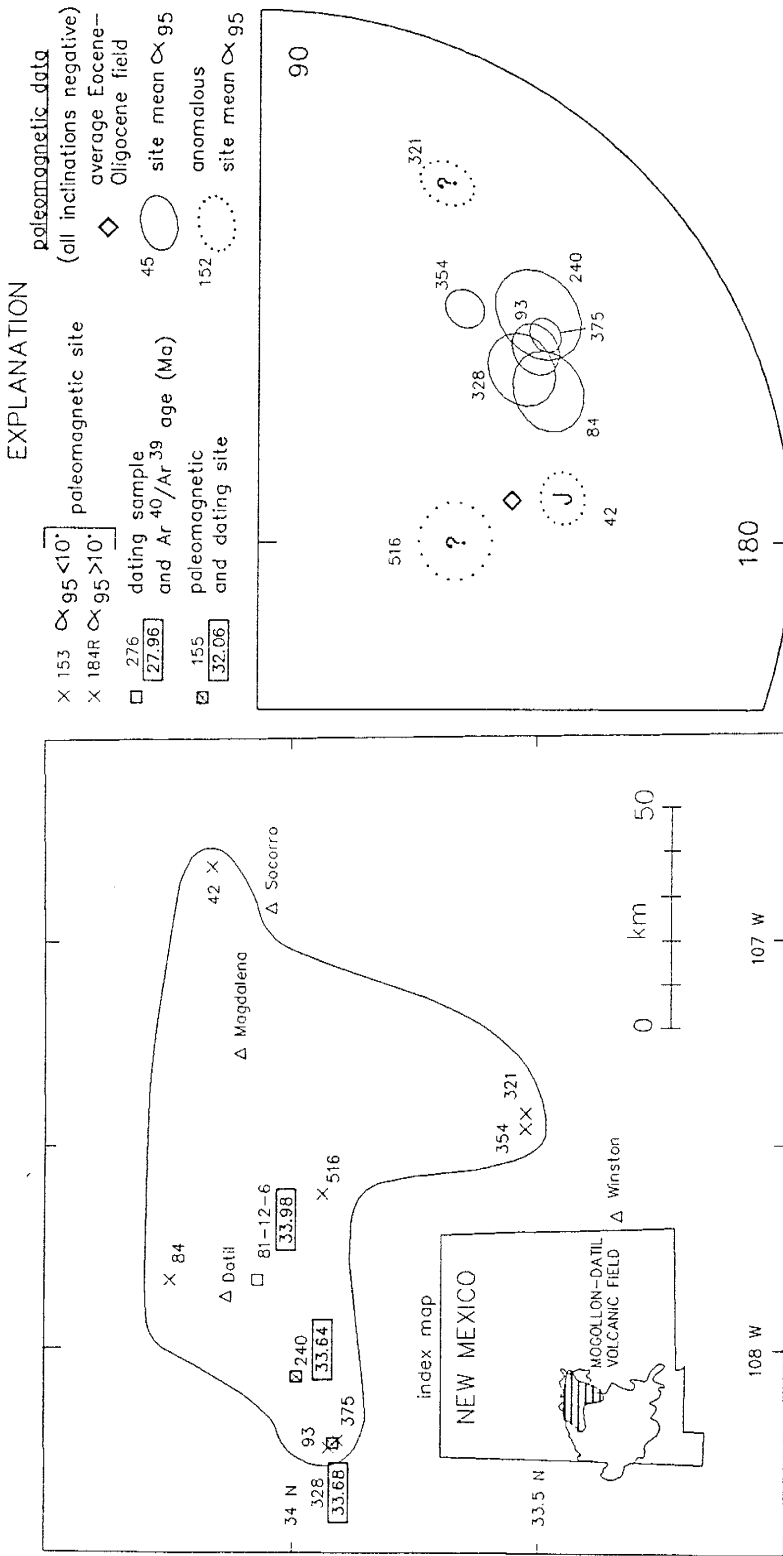 EXPLANATION
× 153 α95 <10°
× 184R α95 >10°
paleomagnetic site
□ 276 dating sample
27.96 and Ar 40/Ar 39 age (Ma)
155 paleomagnetic
32.06 and dating site
paleomagnetic data
(all inclinations negative)
◇ average Eocene-
Oligocene field
45 site mean α95
152 anomalous
site mean α95
42 ×
△ Socorro
△ Magdalena
× 84
△ Datil
□ 81-12-6
33.98
× 516
240
33.64
93
375
34 N
328
33.68
354
321
××
33.5 N
△ Winston
index map
NEW MEXICO
MOGOLLON-DATIL
VOLCANIC FIELD
0 km 50
108 W
107 W
90
321
?
354
240
93
375
328
84
516
?
J
42
180